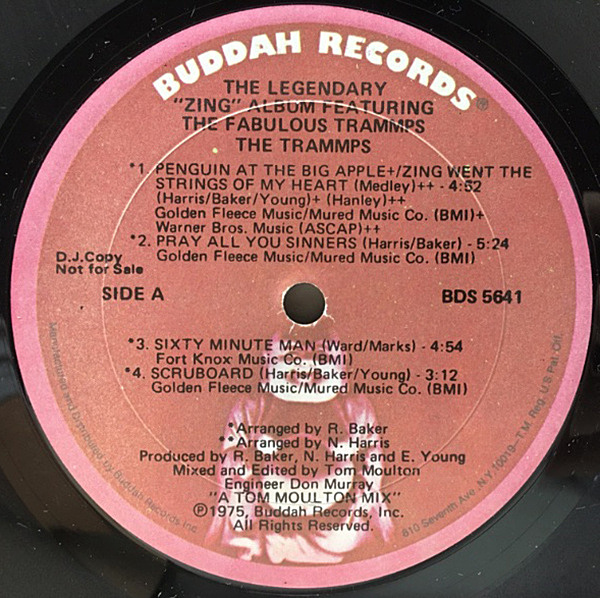 BUDDAH RECORDS®
THE LEGENDARY
"ZING" ALBUM FEATURING
THE FABULOUS TRAMMPS
THE TRAMMPS
*1. PENGUIN AT THE BIG APPLE+/ZING WENT THE
STRINGS OF MY HEART (Medley)++ - 4:52
(Harris/Baker/Young)+ (Hanley)++
Golden Fleece Music/Mured Music Co. (BMI)+
Warner Bros. Music (ASCAP)++
*2. PRAY ALL YOU SINNERS (Harris/Baker) - 5:24
Golden Fleece Music/Mured Music Co. (BMI)
D.J.Copy
Not for Sale
SIDE A
BDS 5641
*3. SIXTY MINUTE MAN (Ward/Marks) - 4:54
Fort Knox Music Co. (BMI)
*4. SCRUBOARD (Harris/Baker/Young) - 3:12
Golden Fleece Music/Mured Music Co. (BMI)
*Arranged by R. Baker
**Arranged by N. Harris
Produced by R. Baker, N. Harris and E. Young
Mixed and Edited by Tom Moulton
Engineer Don Murray
"A TOM MOULTON MIX"
℗1975, Buddah Records, Inc.
All Rights Reserved.
Manufactured and Distributed by Buddah Records Inc.
810 Seventh Ave., N.Y. 10019—T.M. Reg. U.S. Pat. Off.